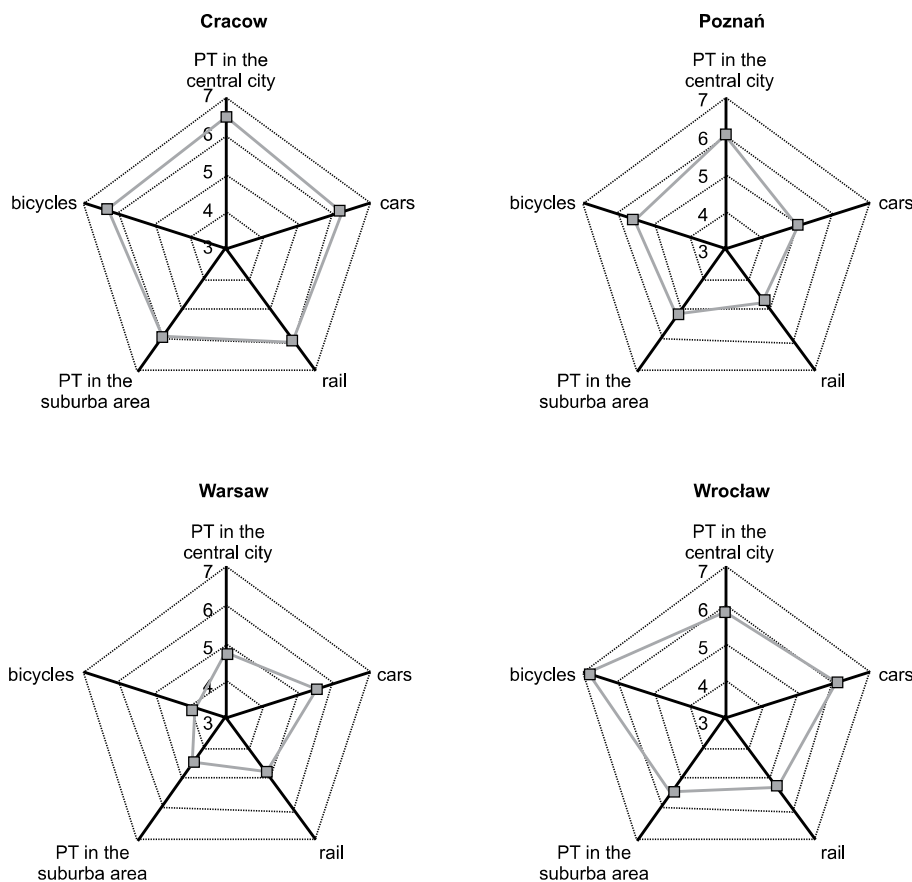 Cracow
PT in the
central city
7
6
5
4
3
bicycles
cars
PT in the
suburba area
rail
Poznań
PT in the
central city
7
6
5
4
3
bicycles
cars
PT in the
suburba area
rail
Warsaw
PT in the
central city
7
6
5
4
3
bicycles
cars
PT in the
suburba area
rail
Wrocław
PT in the
central city
7
6
5
4
3
bicycles
cars
PT in the
suburba area
rail